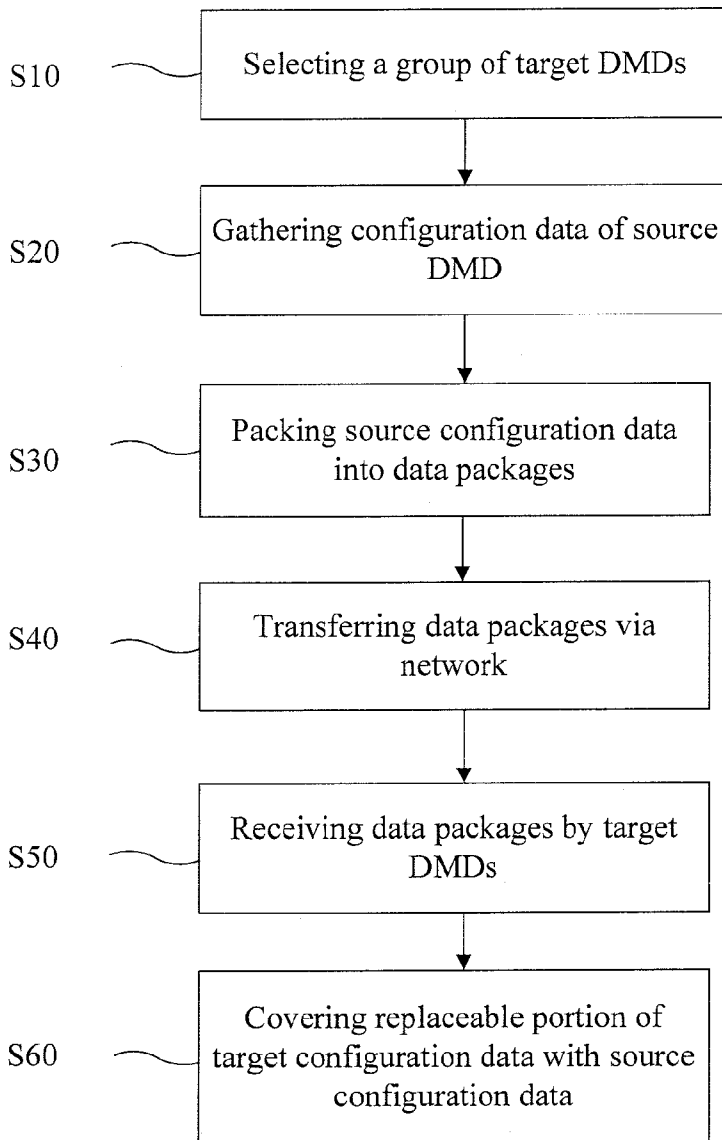 S10
Selecting a group of target DMDs
S20
Gathering configuration data of source
DMD
S30
Packing source configuration data
into data packages
S40
Transferring data packages via
network
S50
Receiving data packages by target
DMDs
S60
Covering replaceable portion of
target configuration data with source
configuration data